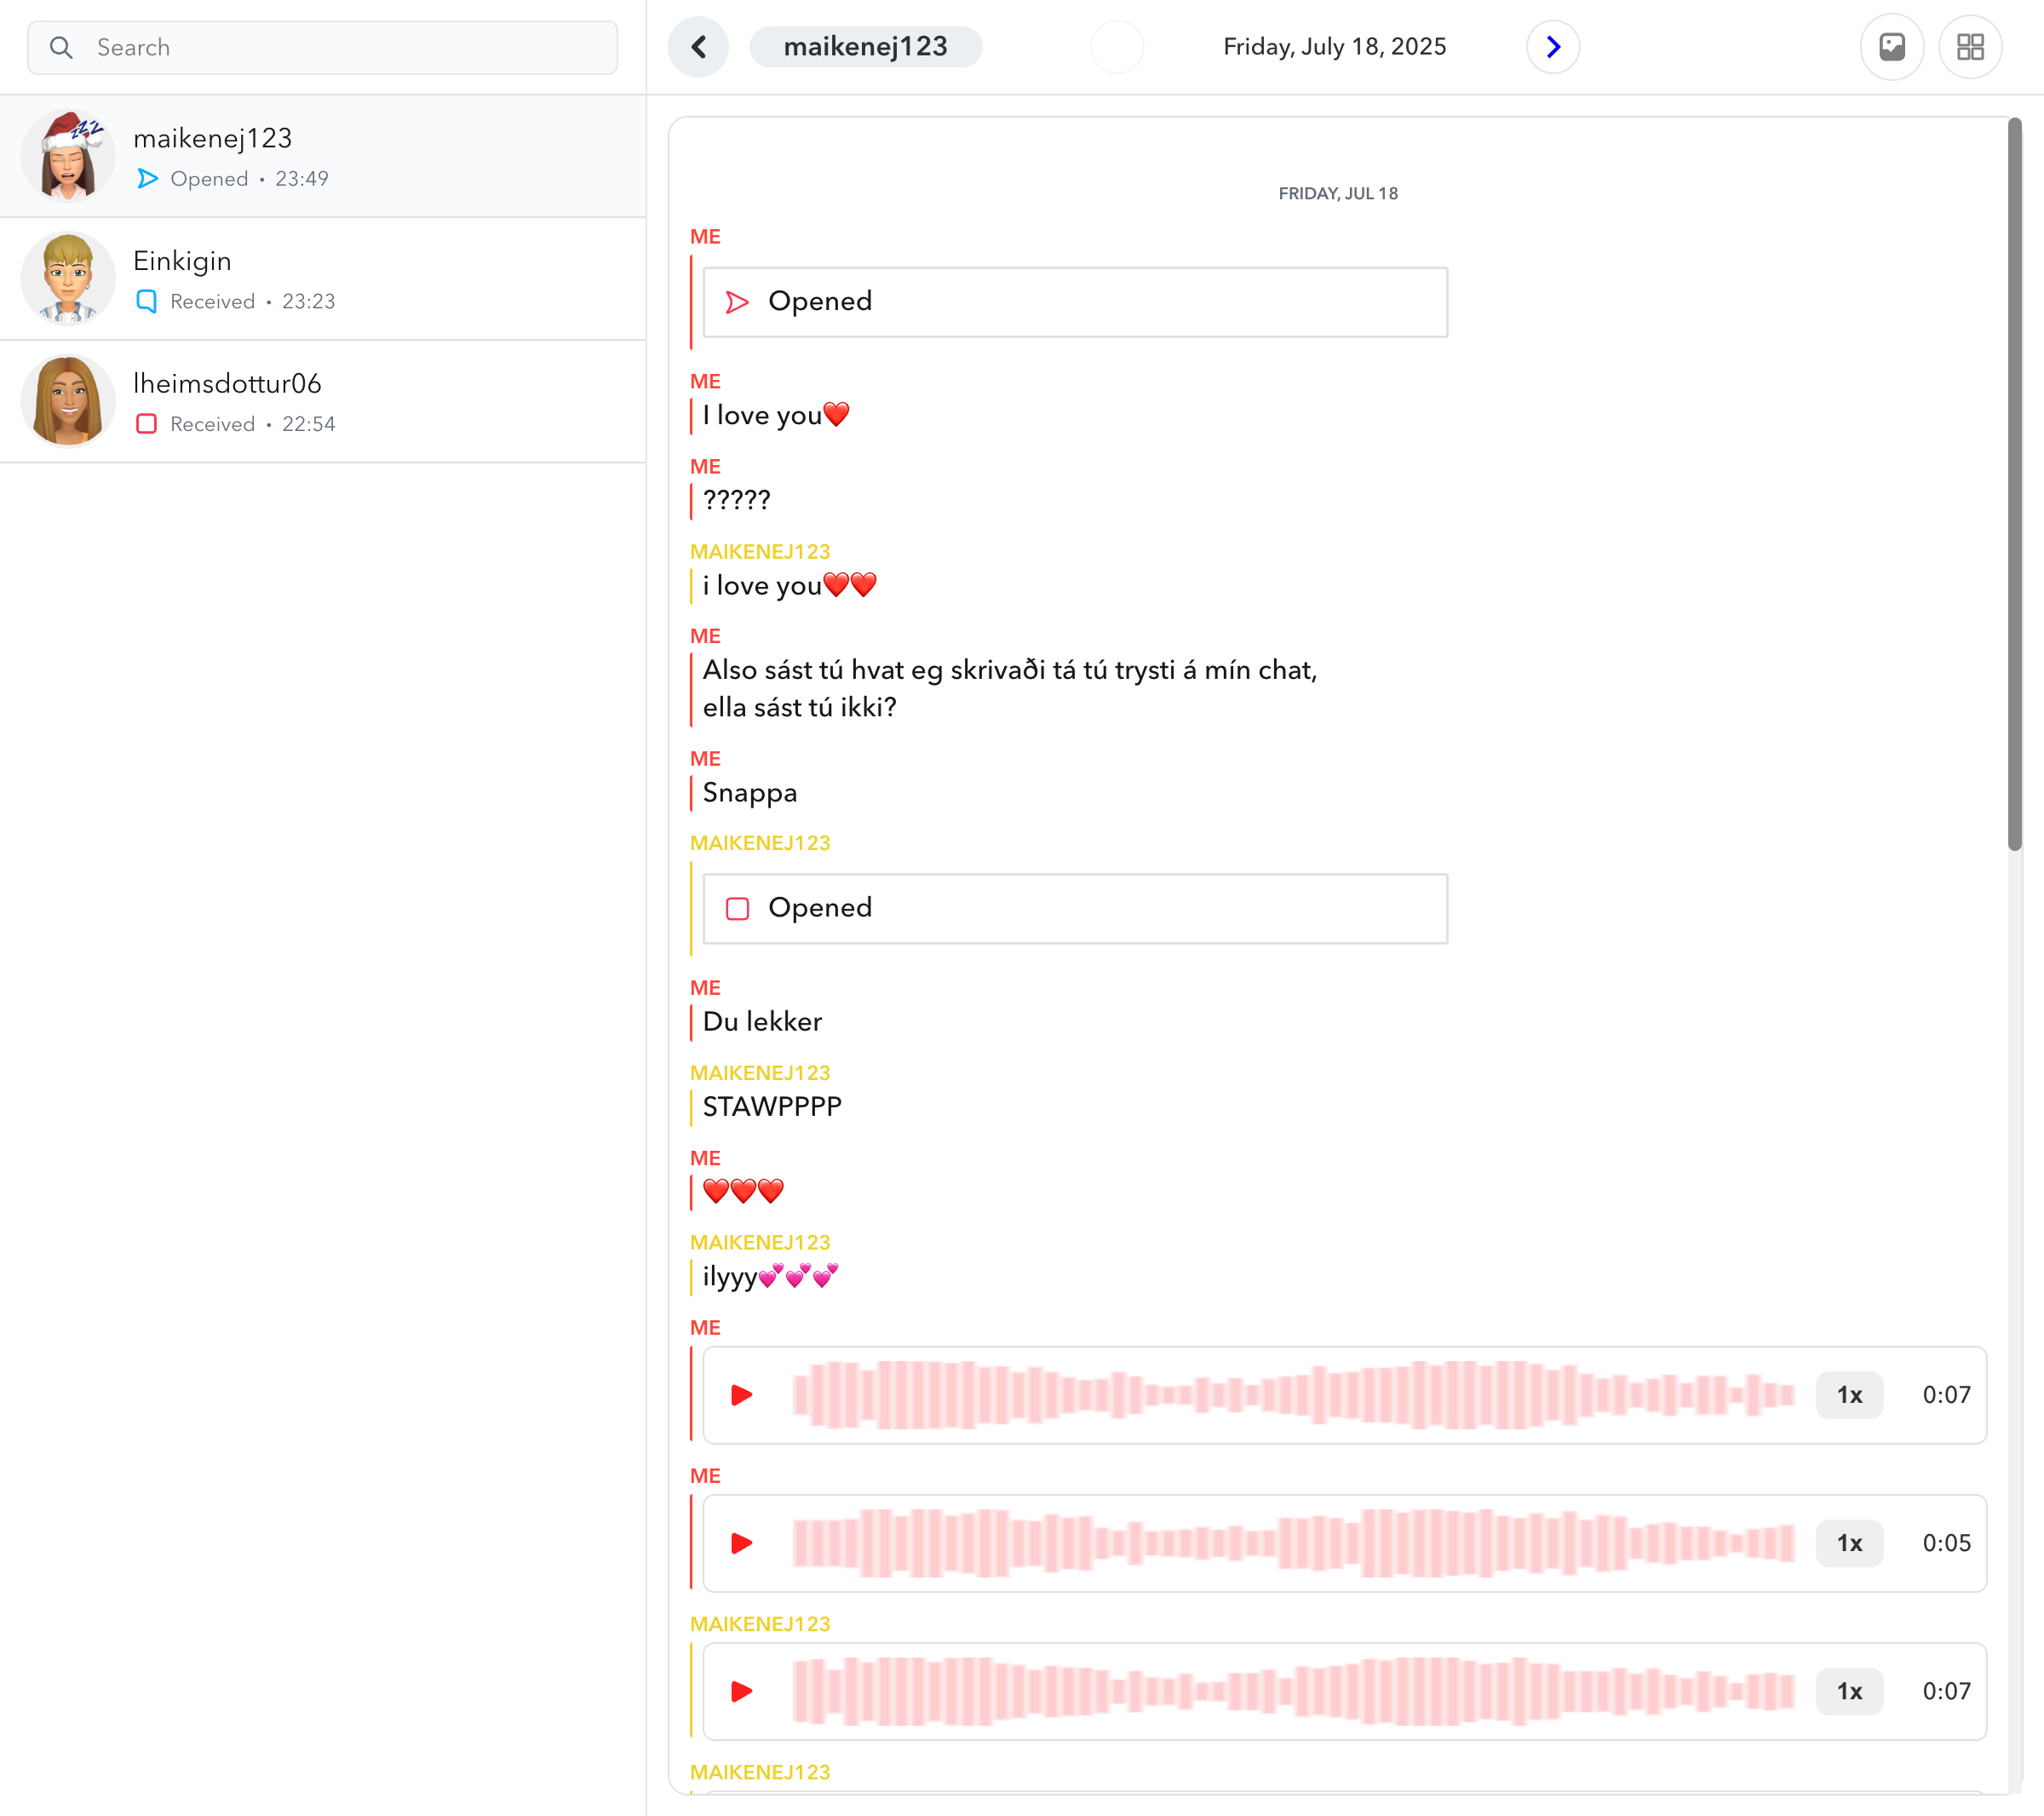 Search
maikenej123
Opened • 23:49
Einkigin
Received • 23:23
lheimsdottur06
Received • 22:54
maikenej123
Friday, July 18, 2025
FRIDAY, JUL 18
ME
Opened
ME
I love you❤️
ME
?????
MAIKENEJ123
i love you❤️❤️
ME
Also sást tú hvat eg skrivaði tá tú trysti á mín chat,
ella sást tú ikki?
ME
Snappa
MAIKENEJ123
Opened
ME
Du lekker
MAIKENEJ123
STAWPPPP
ME
❤️❤️❤️
MAIKENEJ123
ilyyy💕💕💕
ME
1x 0:07
ME
1x 0:05
MAIKENEJ123
1x 0:07
MAIKENEJ123